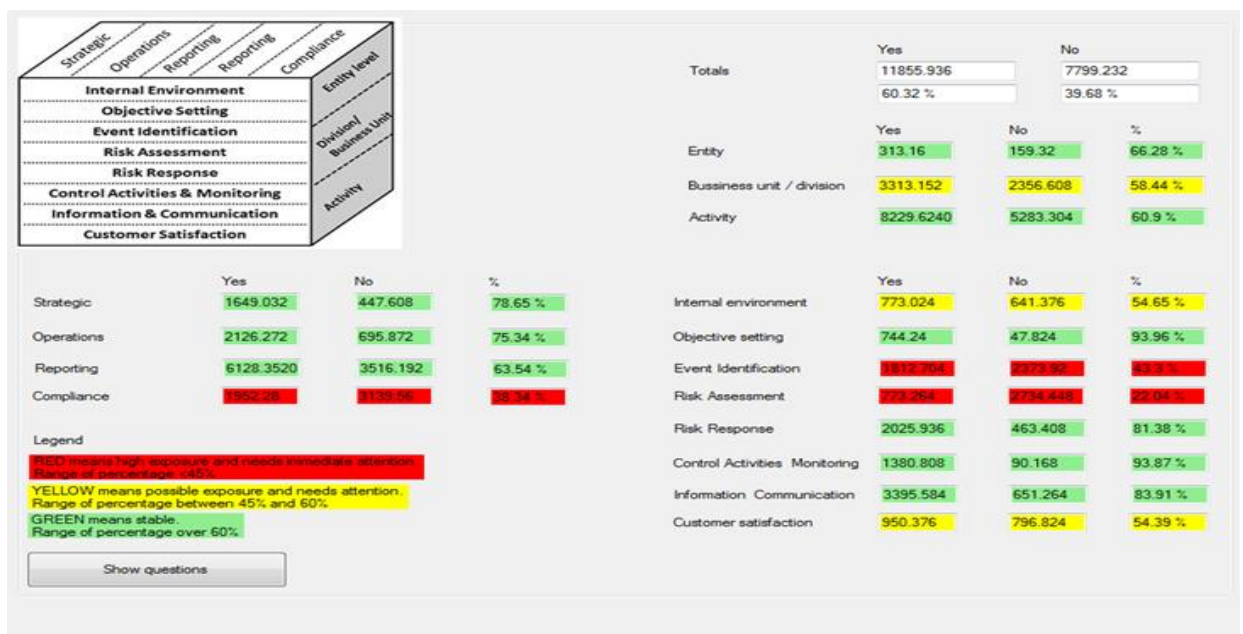 Strategic
Operations
Reporting
Reporting
Compliance
Internal Environment
Objective Setting
Event Identification
Risk Assessment
Risk Response
Control Activities & Monitoring
Information & Communication
Customer Satisfaction
Entity level
Division/
Business Unit
Activity
Yes No
Totals 11855.936 7799.232
60.32 % 39.68 %
Yes No %
Entity 313.16 159.32 66.28 %
Bussiness unit / division 3313.152 2356.608 58.44 %
Activity 8229.6240 5283.304 60.9 %
Yes No %
Strategic 1649.032 447.608 78.65 %
Operations 2126.272 695.872 75.34 %
Reporting 6128.3520 3516.192 63.54 %
Compliance 1952.28 3139.56 38.34 %
Legend
RED means high exposure and needs immediate attention.
Range of percentage <45%
YELLOW means possible exposure and needs attention.
Range of percentage between 45% and 60%
GREEN means stable.
Range of percentage over 60%
Show questions
Yes No %
Internal environment 773.024 641.376 54.65 %
Objective setting 744.24 47.824 93.96 %
Event Identification 1812.704 2373.92 43.3 %
Risk Assessment 773.264 2734.448 22.04 %
Risk Response 2025.936 463.408 81.38 %
Control Activities Monitoring 1380.808 90.168 93.87 %
Information Communication 3395.584 651.264 83.91 %
Customer satisfaction 950.376 796.824 54.39 %